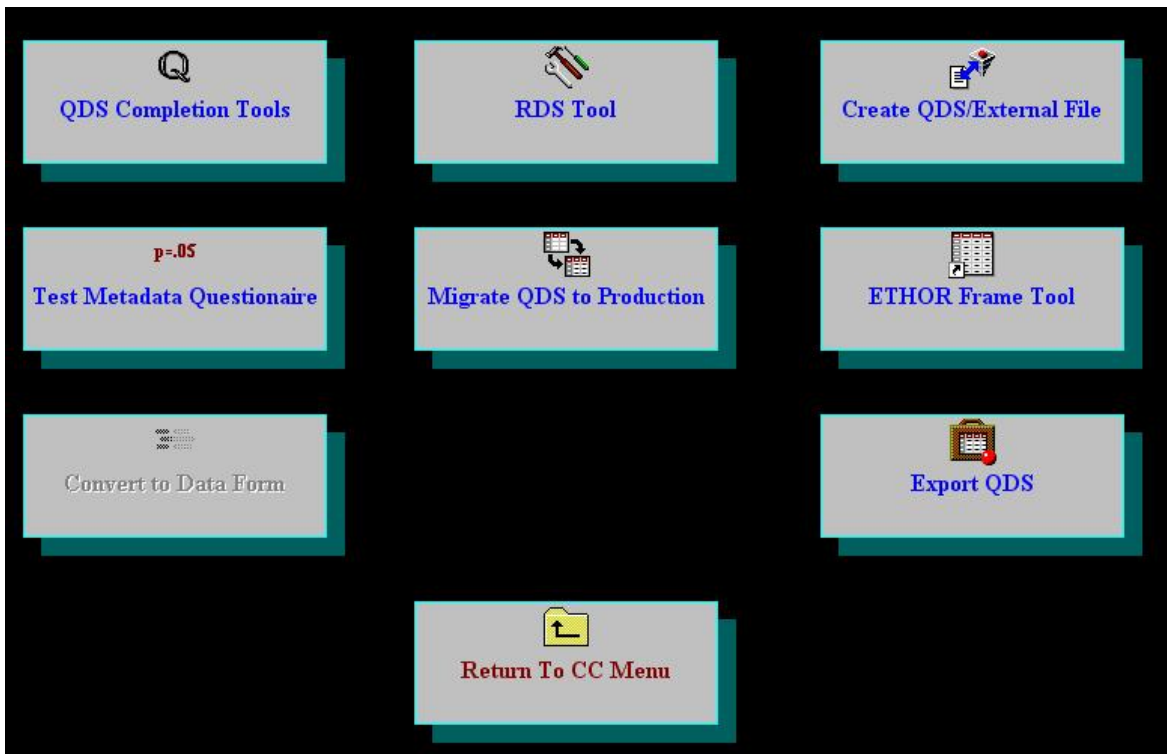 Q
QDS Completion Tools
RDS Tool
Create QDS/External File
p=.05
Test Metadata Questionaire
Migrate QDS to Production
ETHOR Frame Tool
Convert to Data Form
Export QDS
Return To CC Menu